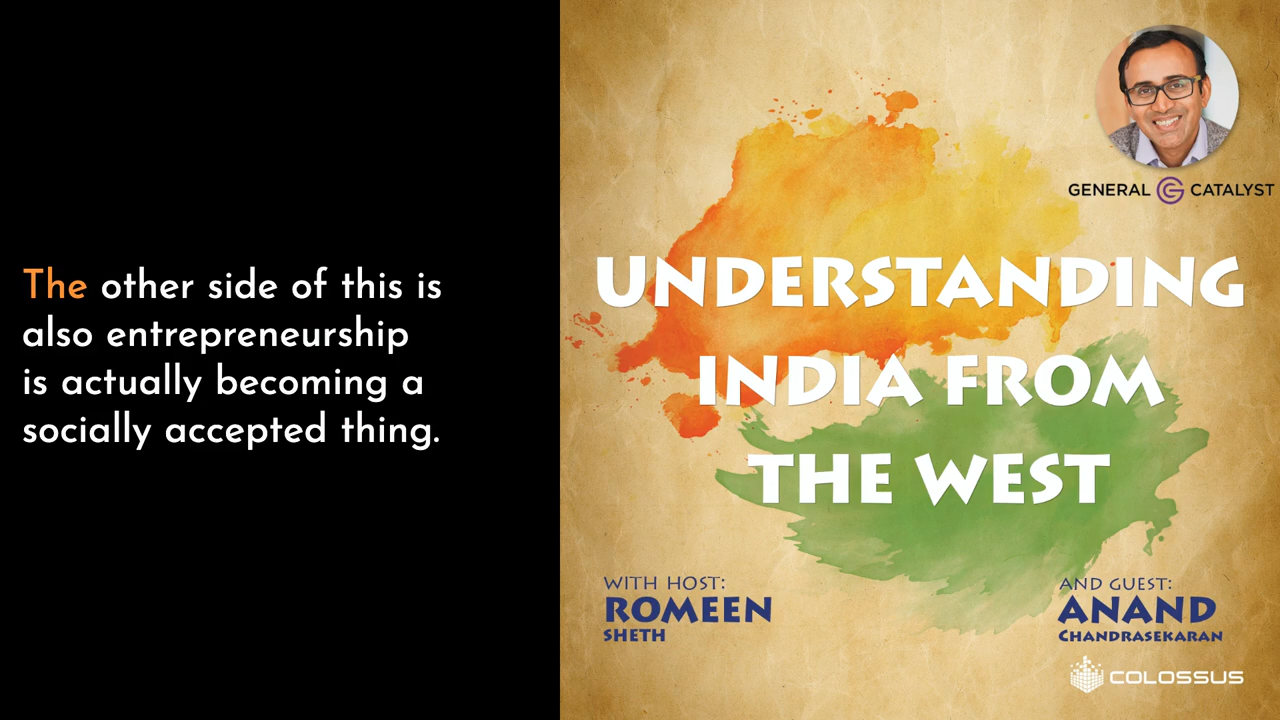 The other side of this is
also entrepreneurship
is actually becoming a
socially accepted thing.
GENERAL CATALYST
UNDERSTANDING
INDIA FROM
THE WEST
WITH HOST:
ROMEEN
SHETH
AND GUEST:
ANAND
CHANDRASEKARAN
COLOSSUS